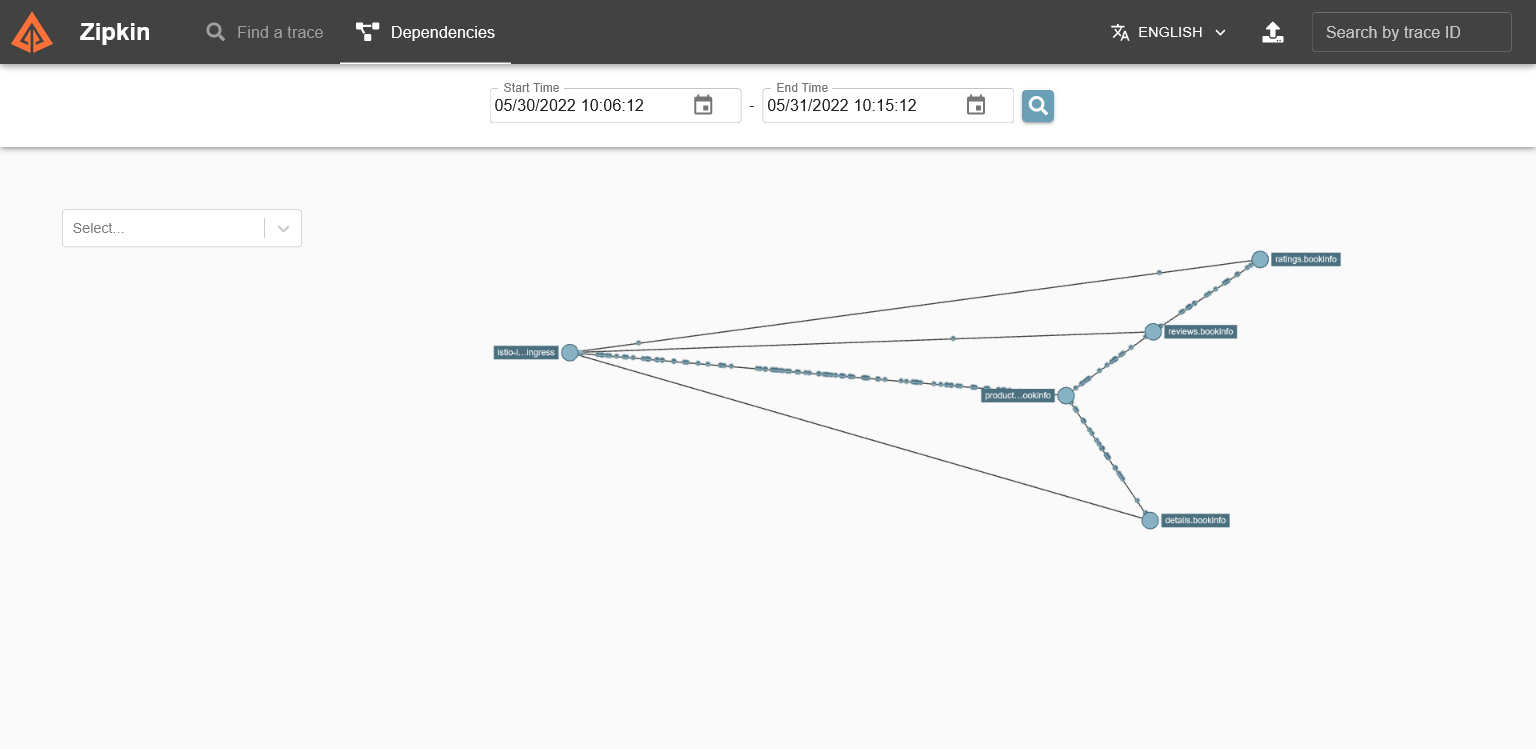 Zipkin
Find a trace
Dependencies
ENGLISH
Search by trace ID
Start Time
05/30/2022 10:06:12
-
End Time
05/31/2022 10:15:12
Select...
ratings.bookinfo
reviews.bookinfo
istio-i...ingress
product...ookinfo
details.bookinfo